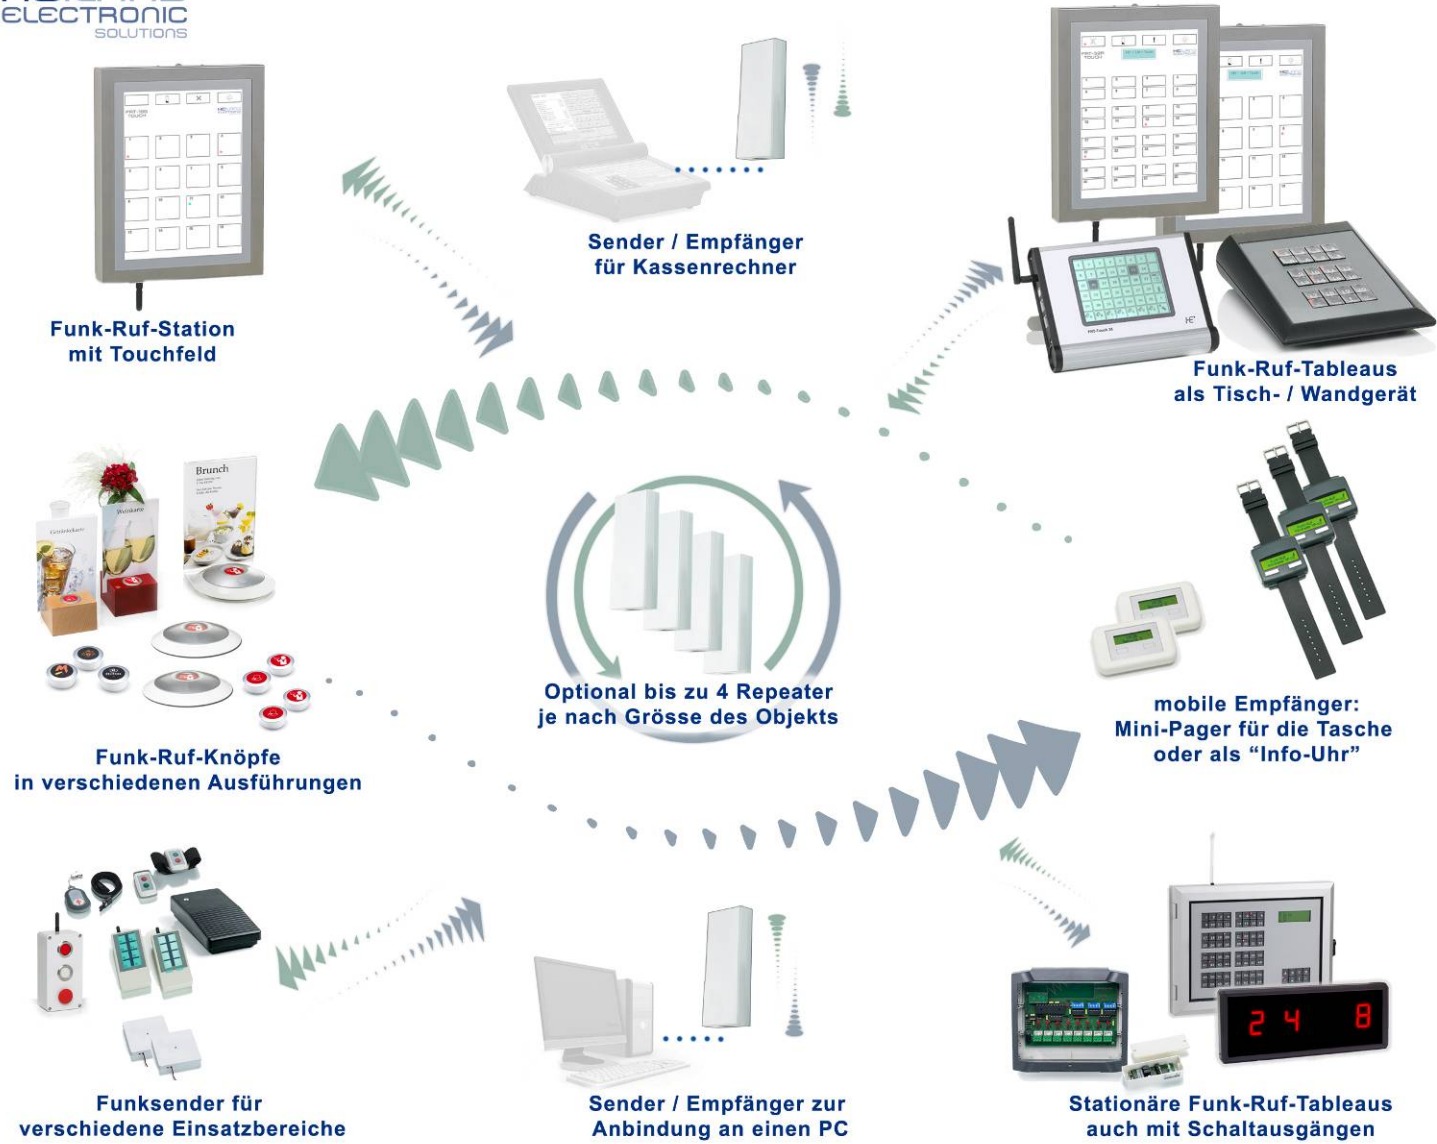 ELECTRONIC
SOLUTIONS
Sender / Empfänger
für Kassenrechner
Funk-Ruf-Station
mit Touchfeld
Funk-Ruf-Tableaus
als Tisch- / Wandgerät
Brunch
Weinkarte
Optional bis zu 4 Repeater
je nach Grösse des Objekts
mobile Empfänger:
Mini-Pager für die Tasche
oder als “Info-Uhr”
Funk-Ruf-Knöpfe
in verschiedenen Ausführungen
24 8
Funksender für
verschiedene Einsatzbereiche
Sender / Empfänger zur
Anbindung an einen PC
Stationäre Funk-Ruf-Tableaus
auch mit Schaltausgängen